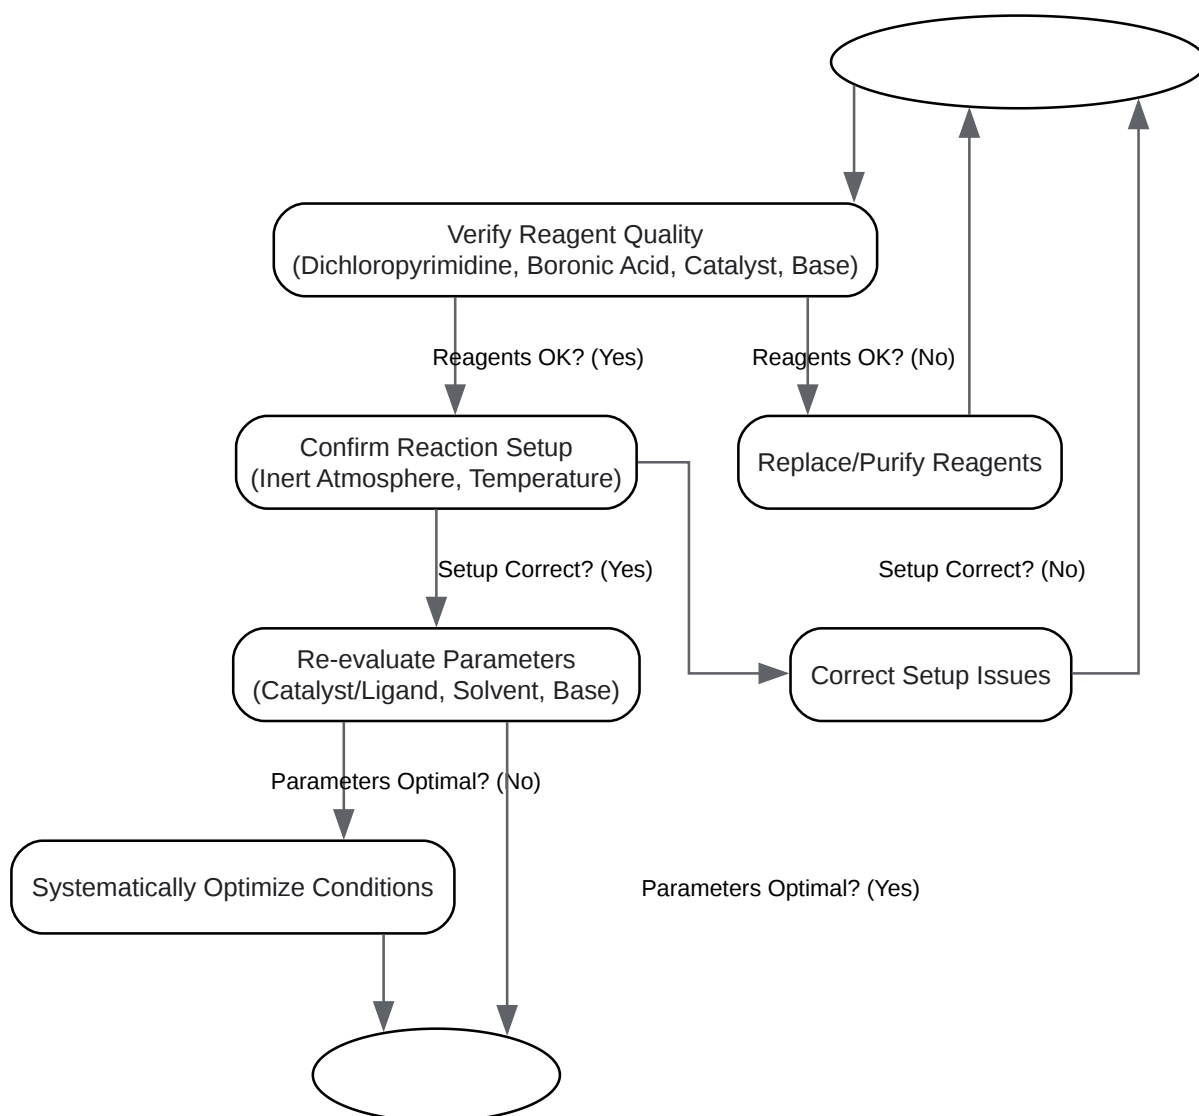 Verify Reagent Quality
(Dichloropyrimidine, Boronic Acid, Catalyst, Base)
Reagents OK? (Yes)
Reagents OK? (No)
Confirm Reaction Setup
(Inert Atmosphere, Temperature)
Replace/Purify Reagents
Setup Correct? (Yes)
Setup Correct? (No)
Re-evaluate Parameters
(Catalyst/Ligand, Solvent, Base)
Correct Setup Issues
Parameters Optimal? (No)
Systematically Optimize Conditions
Parameters Optimal? (Yes)